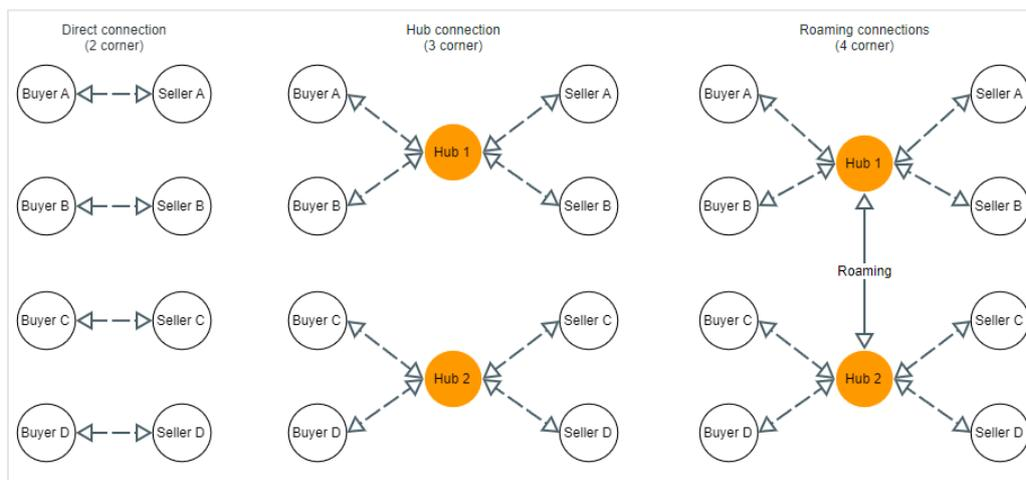 Direct connection
(2 corner)
Buyer A
Seller A
Buyer B
Seller B
Buyer C
Seller C
Buyer D
Seller D
Hub connection
(3 corner)
Buyer A
Seller A
Hub 1
Buyer B
Seller B
Buyer C
Seller C
Hub 2
Buyer D
Seller D
Roaming connections
(4 corner)
Buyer A
Seller A
Hub 1
Buyer B
Seller B
Roaming
Buyer C
Seller C
Hub 2
Buyer D
Seller D